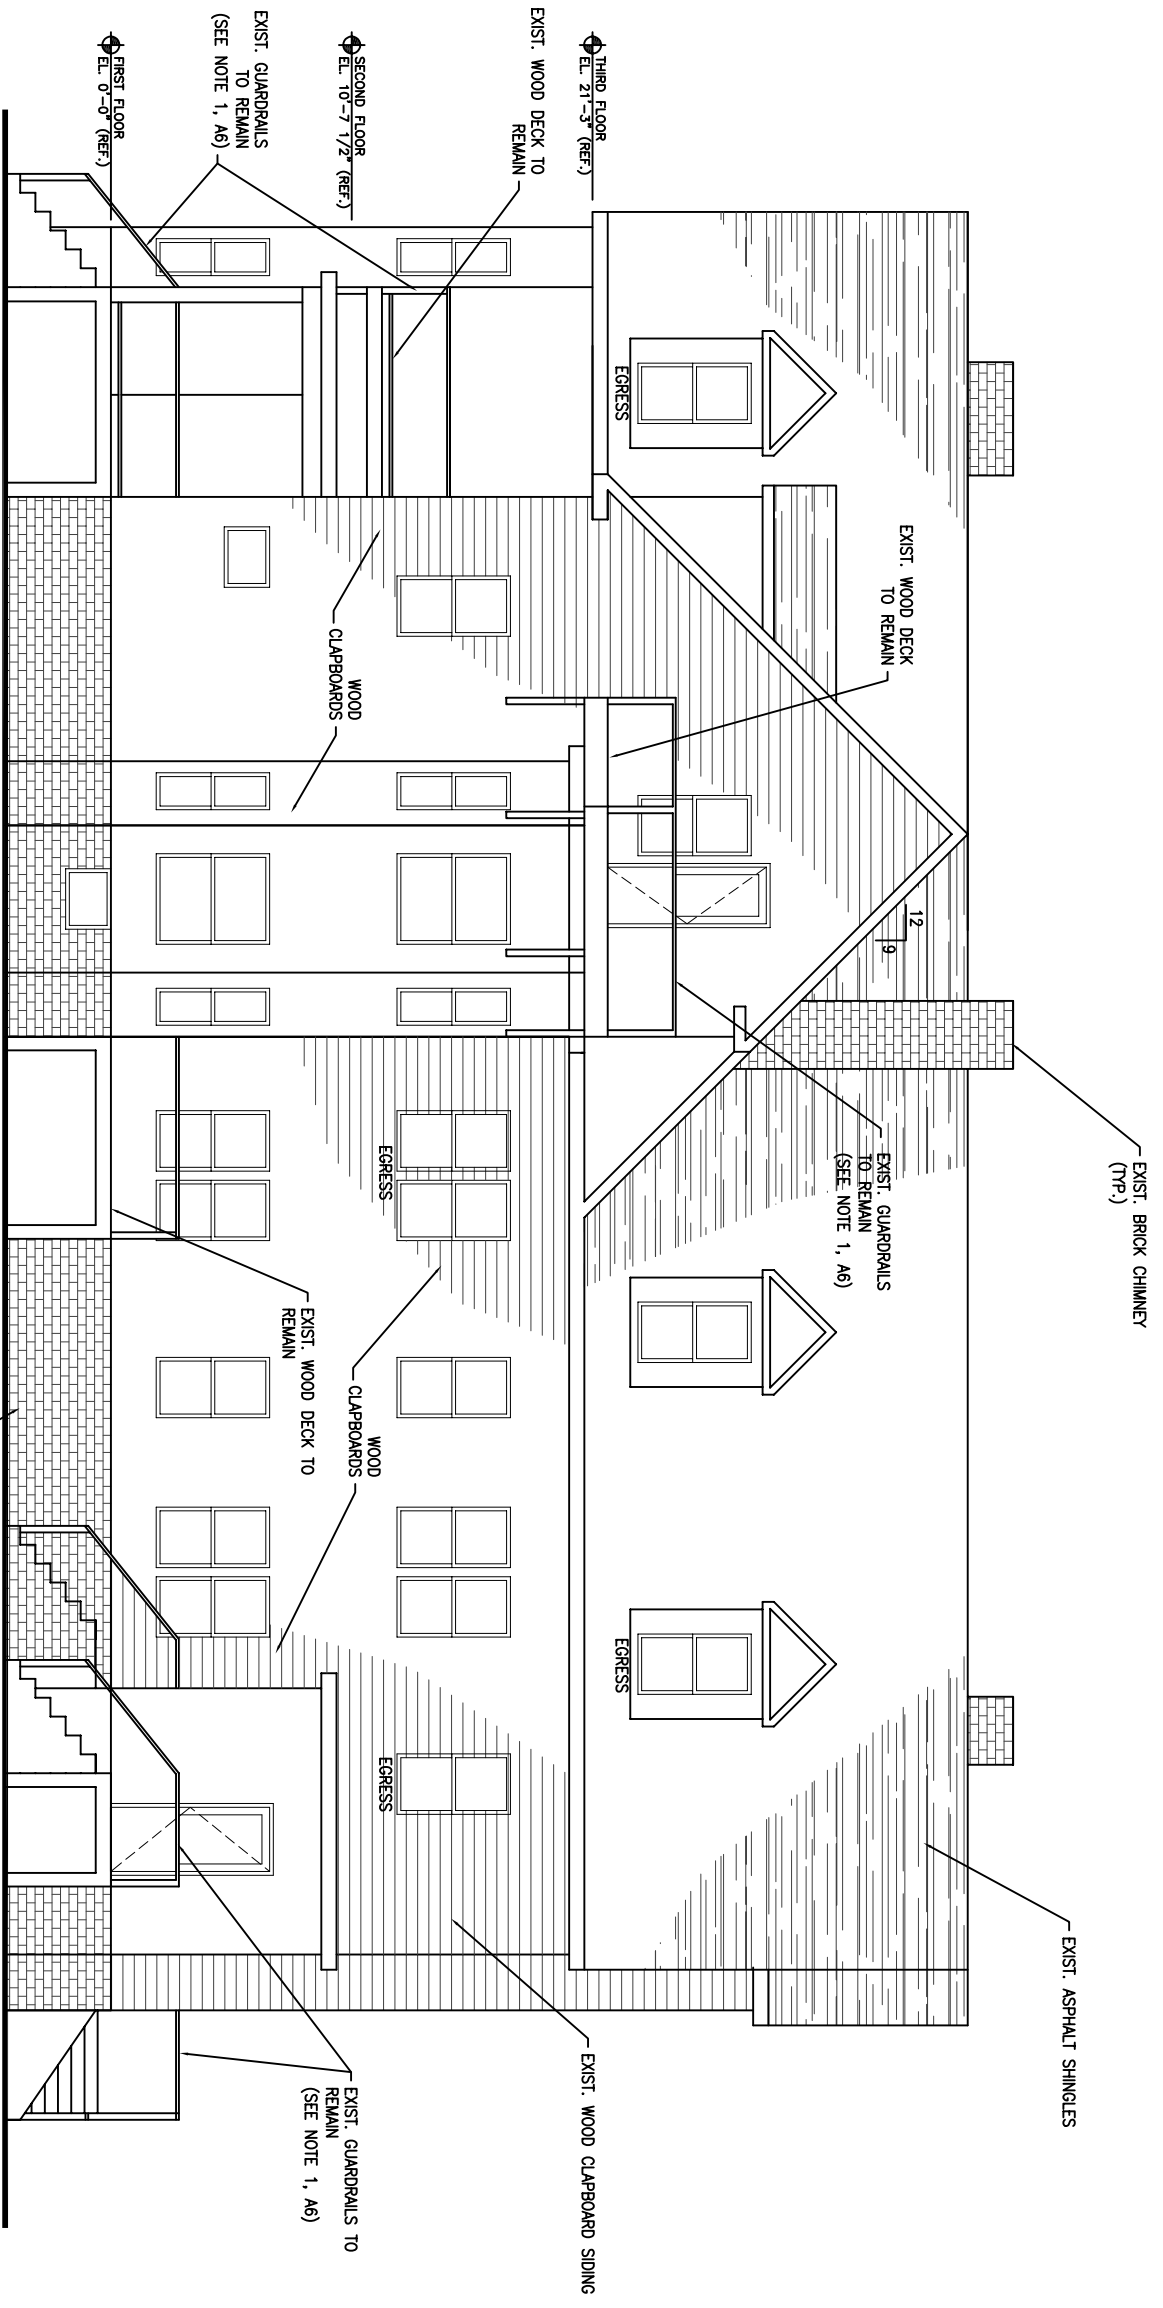 EXIST. BRICK CHIMNEY
(TYP.)
EXIST. ASPHALT SHINGLES
EXIST. WOOD DECK
TO REMAIN
12
9
EXIST. GUARDRAILS
TO REMAIN
(SEE NOTE 1, A6)
EGRESS
EGRESS
THIRD FLOOR
EL. 21'-3" (REF.)
EXIST. WOOD DECK TO
REMAIN
EXIST. WOOD CLAPBOARD SIDING
EGRESS
EGRESS
SECOND FLOOR
EL. 10'-7 1/2" (REF.)
WOOD
CLAPBOARDS
WOOD
CLAPBOARDS
EXIST. WOOD DECK TO
REMAIN
EXIST. GUARDRAILS TO
REMAIN
(SEE NOTE 1, A6)
EXIST. GUARDRAILS
TO REMAIN
(SEE NOTE 1, A6)
FIRST FLOOR
EL. 0'-0" (REF.)